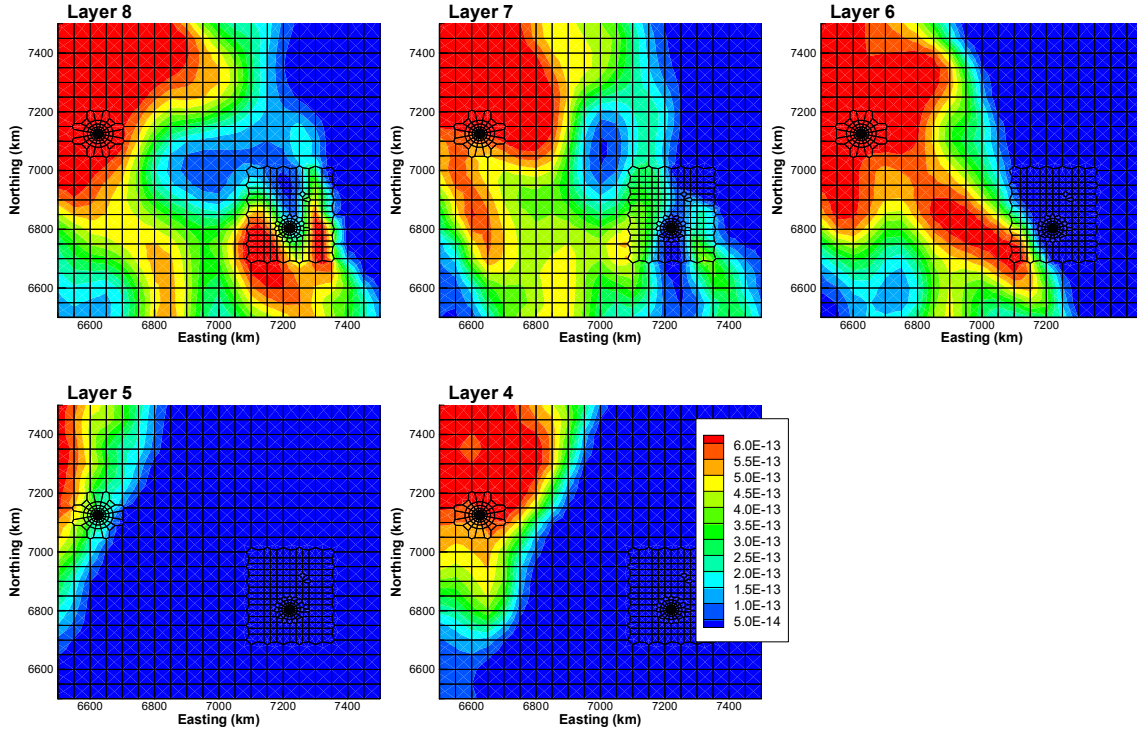 Layer 8
Northing (km)
7400
7200
7000
6800
6600
6600
6800
7000
7200
7400
Easting (km)
Layer 7
Northing (km)
7400
7200
7000
6800
6600
6600
6800
7000
7200
7400
Easting (km)
Layer 6
Northing (km)
7400
7200
7000
6800
6600
6600
6800
7000
7200
Easting (km)
Layer 5
Northing (km)
7400
7200
7000
6800
6600
6600
6800
7000
7200
7400
Easting (km)
Layer 4
Northing (km)
7400
7200
7000
6800
6600
6600
6800
7000
7200
7400
Easting (km)
6.0E-13
5.5E-13
5.0E-13
4.5E-13
4.0E-13
3.5E-13
3.0E-13
2.5E-13
2.0E-13
1.5E-13
1.0E-13
5.0E-14